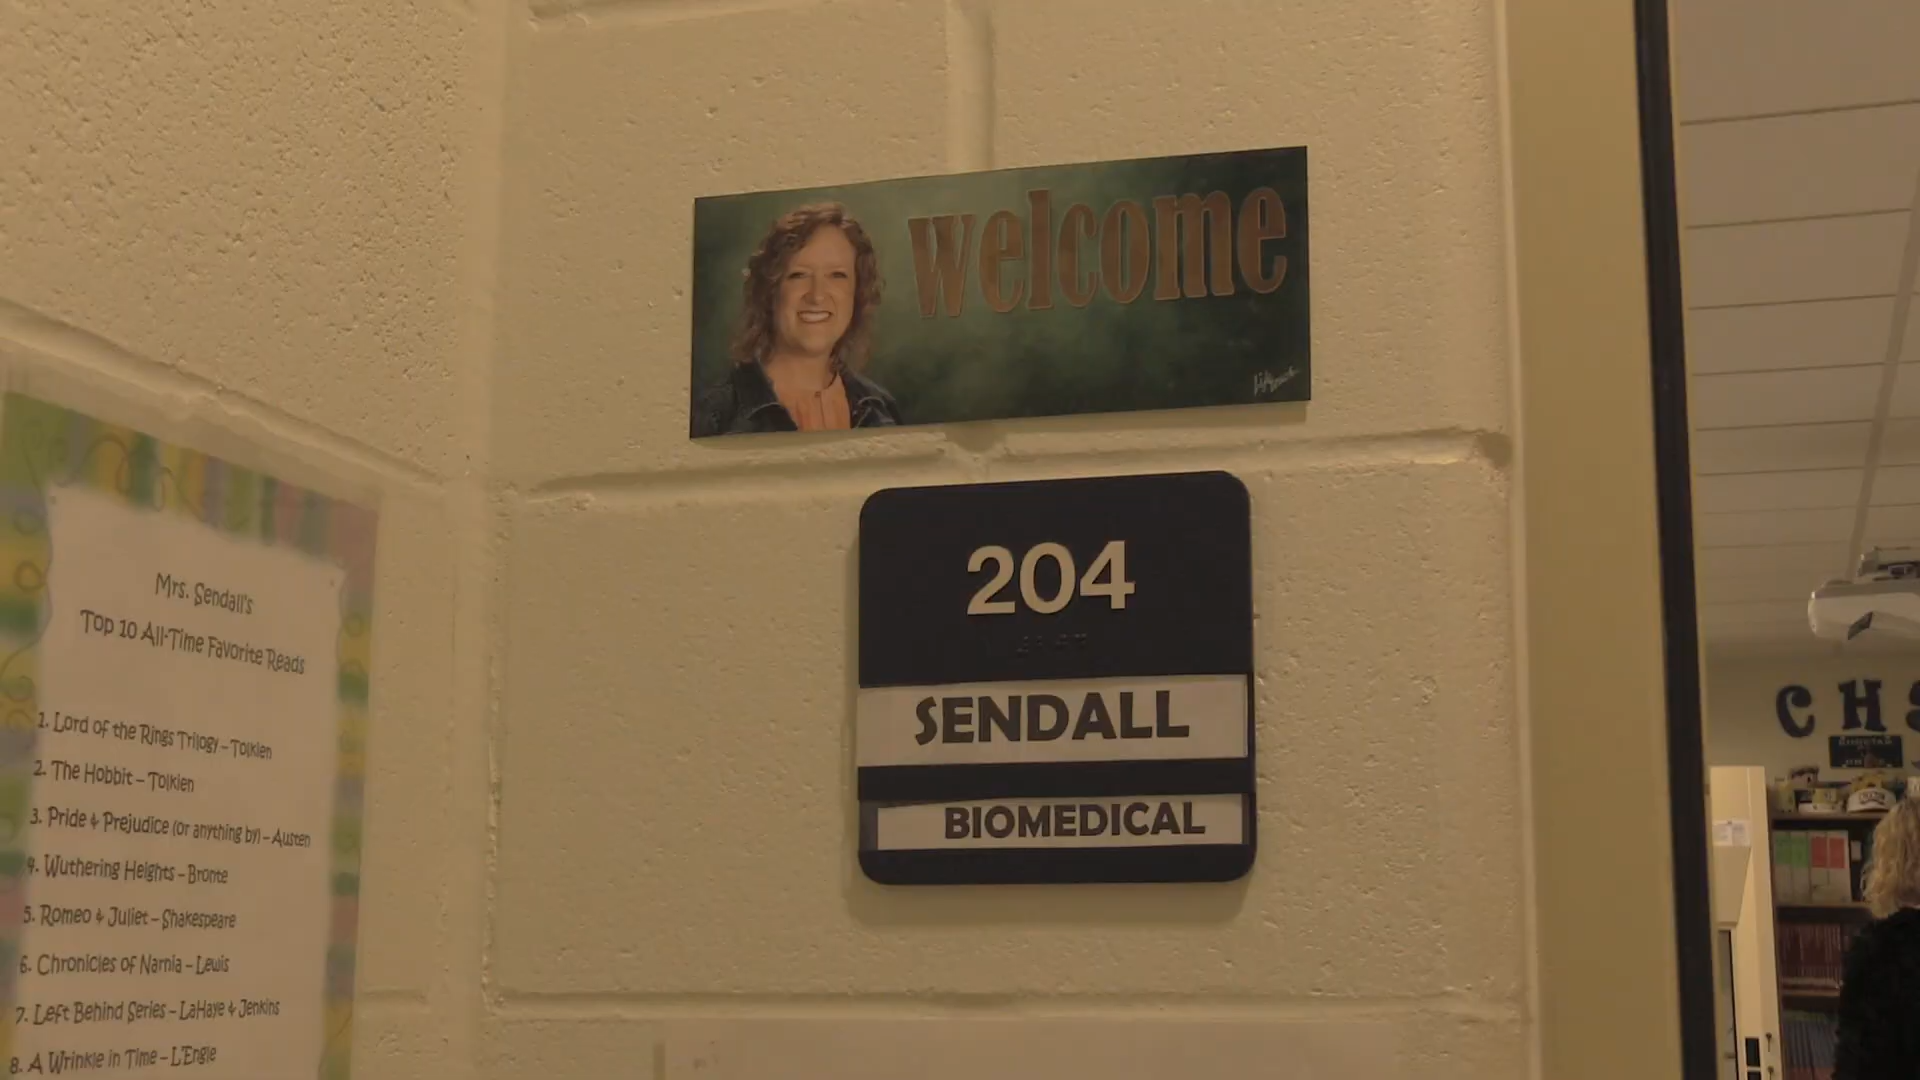 welcome
204
SENDALL
BIOMEDICAL
Mrs. Sendall's
Top 10 All-Time Favorite Reads
1. Lord of the Rings Trilogy – Tolkien
2. The Hobbit – Tolkien
3. Pride & Prejudice (or anything by) – Austen
4. Wuthering Heights – Bronte
5. Romeo & Juliet – Shakespeare
6. Chronicles of Narnia – Lewis
7. Left Behind Series – LaHaye & Jenkins
8. A Wrinkle in Time – L'Engle
CHS